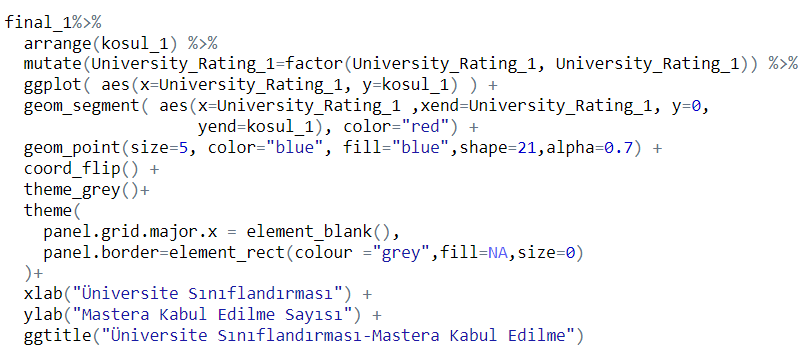 final_1%>%
  arrange(kosul_1) %>%
  mutate(University_Rating_1=factor(University_Rating_1, University_Rating_1)) %>%
  ggplot( aes(x=University_Rating_1, y=kosul_1) ) +
  geom_segment( aes(x=University_Rating_1 ,xend=University_Rating_1, y=0,
                    yend=kosul_1), color="red") +
  geom_point(size=5, color="blue", fill="blue",shape=21,alpha=0.7) +
  coord_flip() +
  theme_grey()+
  theme(
    panel.grid.major.x = element_blank(),
    panel.border=element_rect(colour ="grey",fill=NA,size=0)
  )+
  xlab("Üniversite Sınıflandırması") +
  ylab("Mastera Kabul Edilme Sayısı") +
  ggtitle("Üniversite Sınıflandırması-Mastera Kabul Edilme")